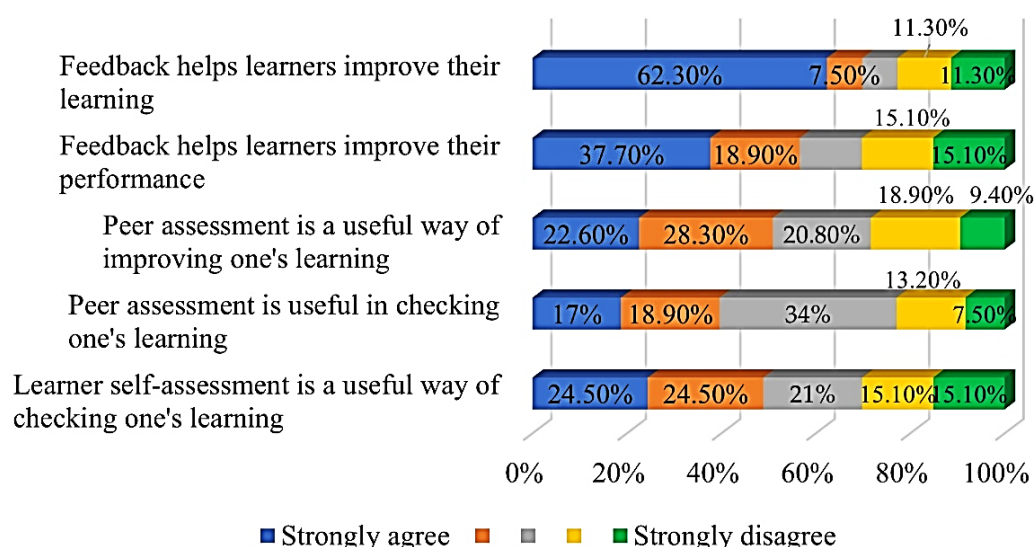 11.30%
Feedback helps learners improve their
learning
62.30% 7.50% 11.30%
15.10%
Feedback helps learners improve their
performance
37.70% 18.90% 15.10%
18.90% 9.40%
Peer assessment is a useful way of
improving one's learning
22.60% 28.30% 20.80%
13.20%
Peer assessment is useful in checking
one's learning
17% 18.90% 34% 7.50%
Learner self-assessment is a useful way of
checking one's learning
24.50% 24.50% 21% 15.10% 15.10%
0% 20% 40% 60% 80% 100%
Strongly agree Strongly disagree